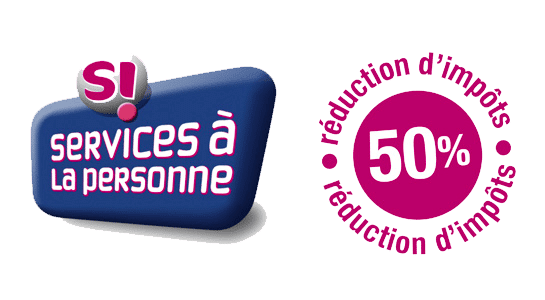 S!
SERVICES à
La PERSONNE
réduction d'impôts
50%
réduction d'impôts